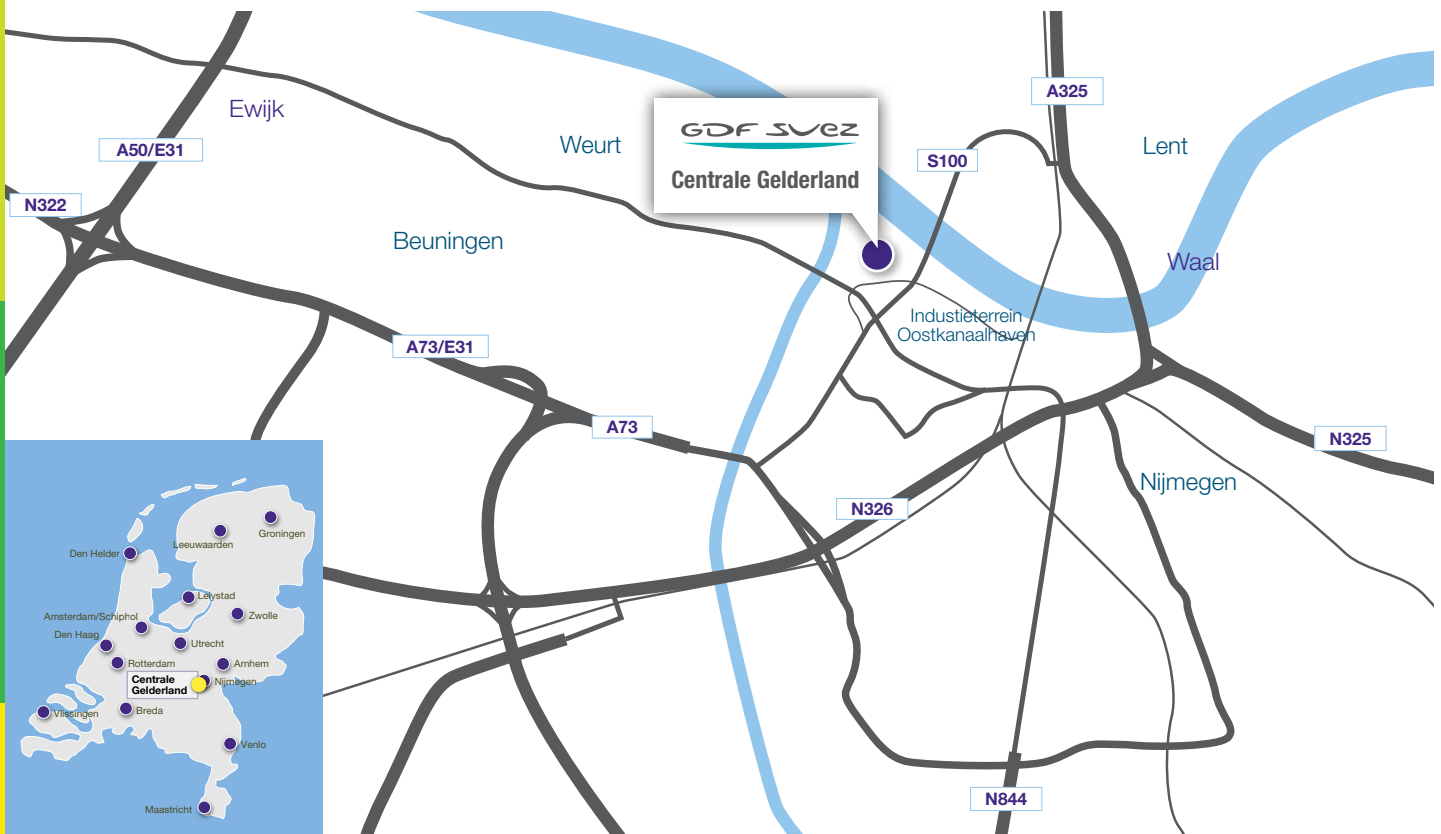 A325
Ewijk
GDF SUEZ
Centrale Gelderland
Weurt
Lent
A50/E31
S100
N322
Beuningen
Waal
Industieterrein
Oostkanaalhaven
A73/E31
A73
N325
Nijmegen
N326
N844
Groningen
Leeuwaarden
Den Helder
Lelystad
Zwolle
Amsterdam/Schiphol
Den Haag
Utrecht
Rotterdam
Arnhem
Centrale
Gelderland
Nijmegen
Vlissingen
Breda
Venlo
Maastricht